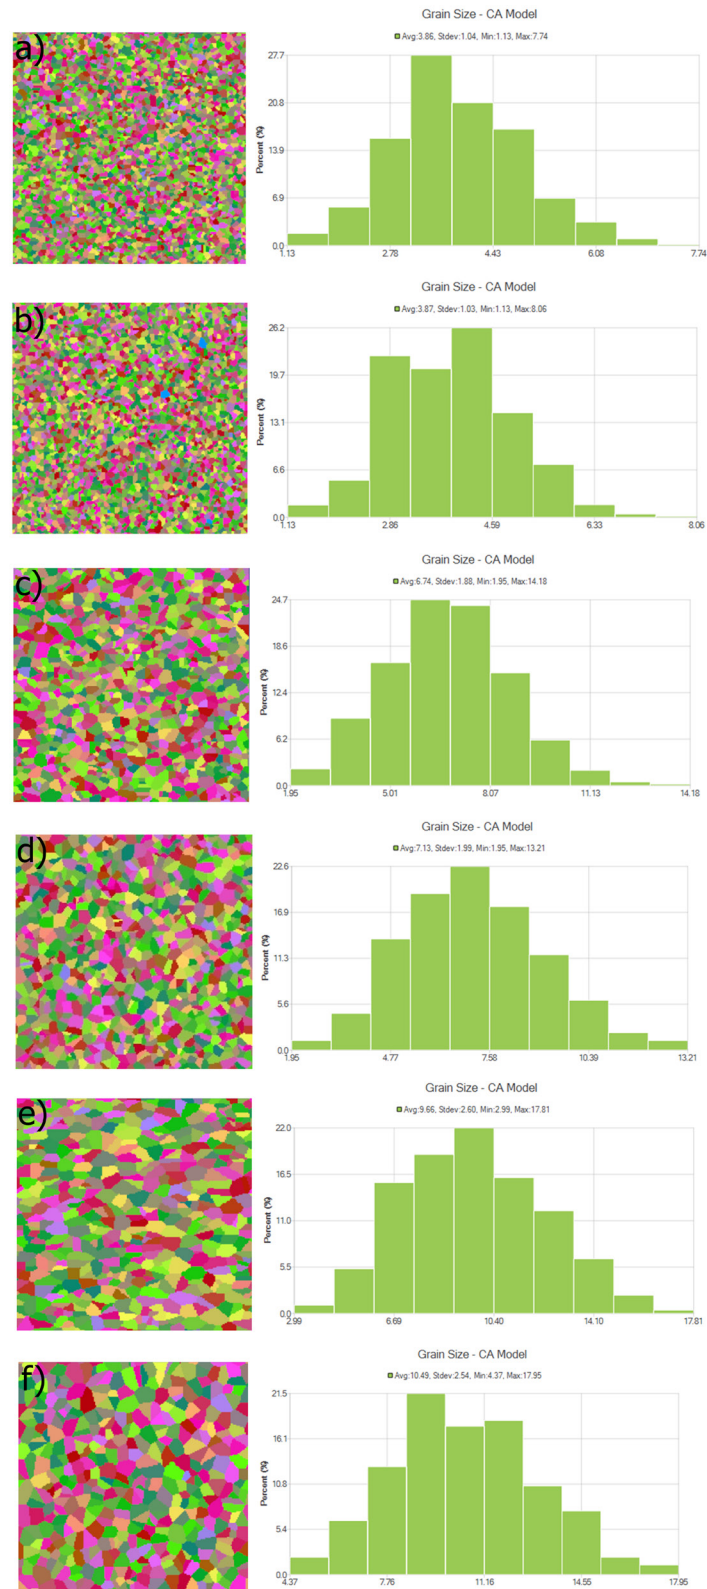 a)
Grain Size - CA Model
Avg:3.86, Stdev:1.04, Min:1.13, Max:7.74
Percent (%)
27.7
20.8
13.9
6.9
0.0
1.13 2.78 4.43 6.08 7.74
b)
Grain Size - CA Model
Avg:3.87, Stdev:1.03, Min:1.13, Max:8.06
Percent (%)
26.2
19.7
13.1
6.6
0.0
1.13 2.86 4.59 6.33 8.06
c)
Grain Size - CA Model
Avg:6.74, Stdev:1.88, Min:1.95, Max:14.18
Percent (%)
24.7
18.6
12.4
6.2
0.0
1.95 5.01 8.07 11.13 14.18
d)
Grain Size - CA Model
Avg:7.13, Stdev:1.99, Min:1.95, Max:13.21
Percent (%)
22.6
16.9
11.3
5.6
0.0
1.95 4.77 7.58 10.39 13.21
e)
Grain Size - CA Model
Avg:9.66, Stdev:2.60, Min:2.99, Max:17.81
Percent (%)
22.0
16.5
11.0
5.5
0.0
2.99 6.69 10.40 14.10 17.81
f)
Grain Size - CA Model
Avg:10.49, Stdev:2.54, Min:4.37, Max:17.95
Percent (%)
21.5
16.1
10.8
5.4
0.0
4.37 7.76 11.16 14.55 17.95